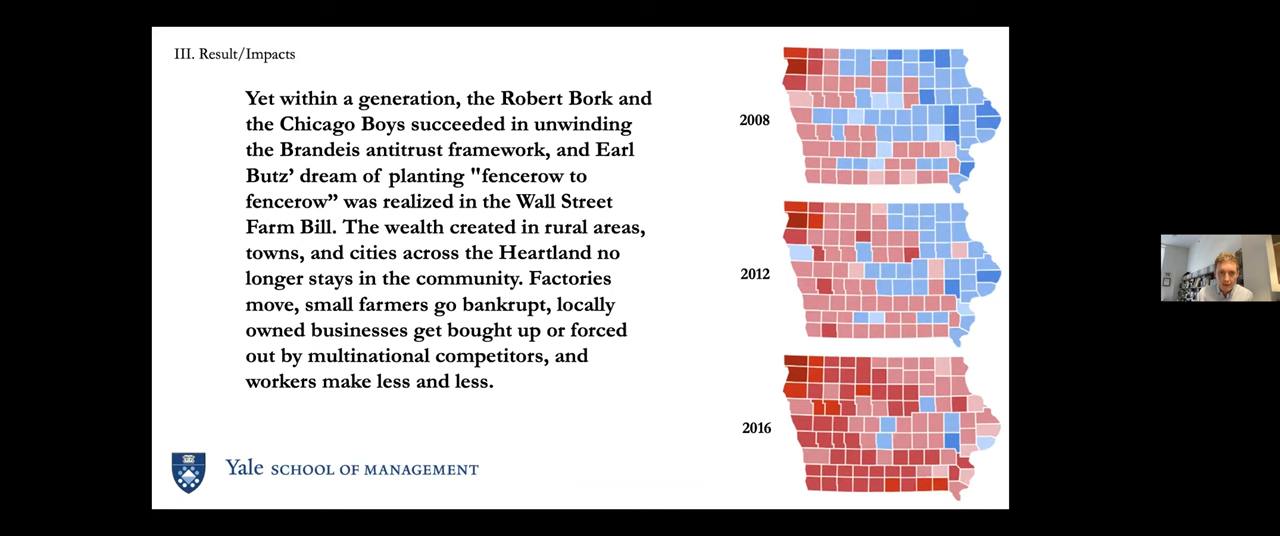 III. Result/Impacts
Yet within a generation, the Robert Bork and
the Chicago Boys succeeded in unwinding
the Brandeis antitrust framework, and Earl
Butz’ dream of planting "fencerow to
fencerow” was realized in the Wall Street
Farm Bill. The wealth created in rural areas,
towns, and cities across the Heartland no
longer stays in the community. Factories
move, small farmers go bankrupt, locally
owned businesses get bought up or forced
out by multinational competitors, and
workers make less and less.
2008
2012
2016
Yale SCHOOL OF MANAGEMENT